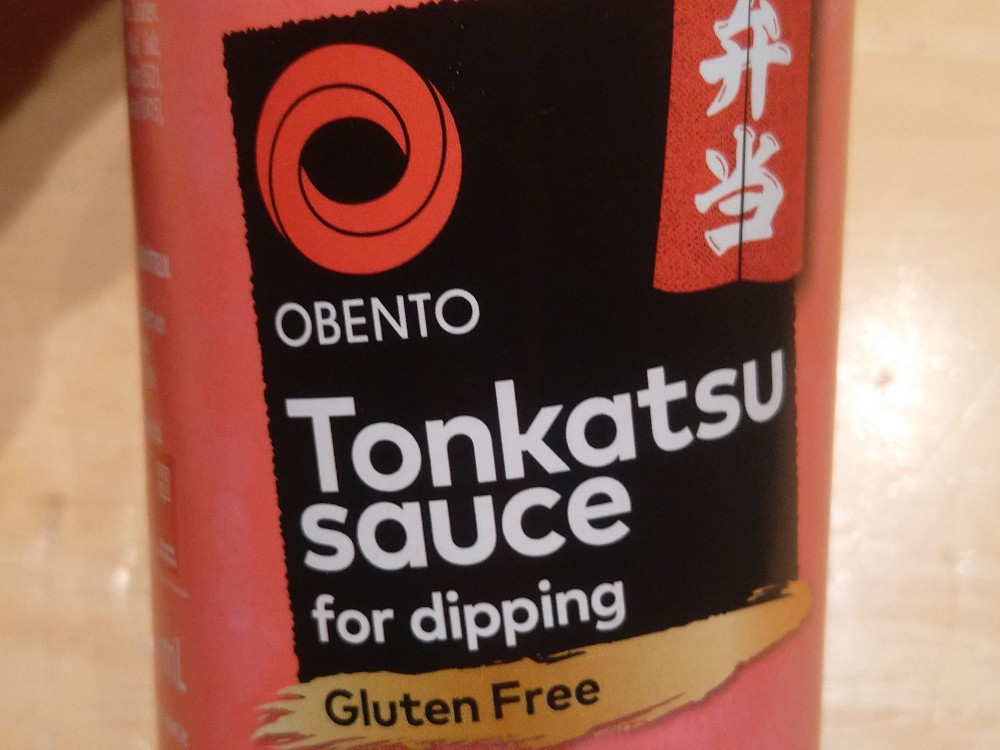 弁当
OBENTO
Tonkatsu
sauce
for dipping
Gluten Free